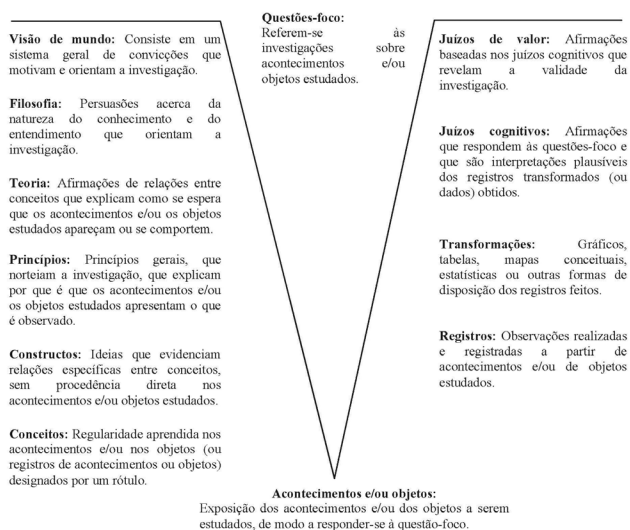 Visão de mundo: Consiste em um
sistema geral de convicções que
motivam e orientam a investigação.
Filosofia: Persuasões acerca da
natureza do conhecimento e do
entendimento que orientam a
investigação.
Teoria: Afirmações de relações entre
conceitos que explicam como se espera
que os acontecimentos e/ou os objetos
estudados apareçam ou se comportem.
Princípios: Princípios gerais, que
norteiam a investigação, que explicam
por que é que os acontecimentos e/ou
os objetos estudados apresentam o que
é observado.
Constructos: Ideias que evidenciam
relações específicas entre conceitos,
sem procedência direta nos
acontecimentos e/ou objetos estudados.
Conceitos: Regularidade aprendida nos
acontecimentos e/ou nos objetos (ou
registros de acontecimentos ou objetos)
designados por um rótulo.
Questões-foco:
Referem-se às
investigações sobre
acontecimentos e/ou
objetos estudados.
Juízos de valor: Afirmações
baseadas nos juízos cognitivos que
revelam a validade da
investigação.
Juízos cognitivos: Afirmações
que respondem às questões-foco e
que são interpretações plausíveis
dos registros transformados (ou
dados) obtidos.
Transformações: Gráficos,
tabelas, mapas conceituais,
estatísticas ou outras formas de
disposição dos registros feitos.
Registros: Observações realizadas
e registradas a partir de
acontecimentos e/ou de objetos
estudados.
Acontecimentos e/ou objetos:
Exposição dos acontecimentos e/ou dos objetos a serem
estudados, de modo a responder-se à questão-foco.